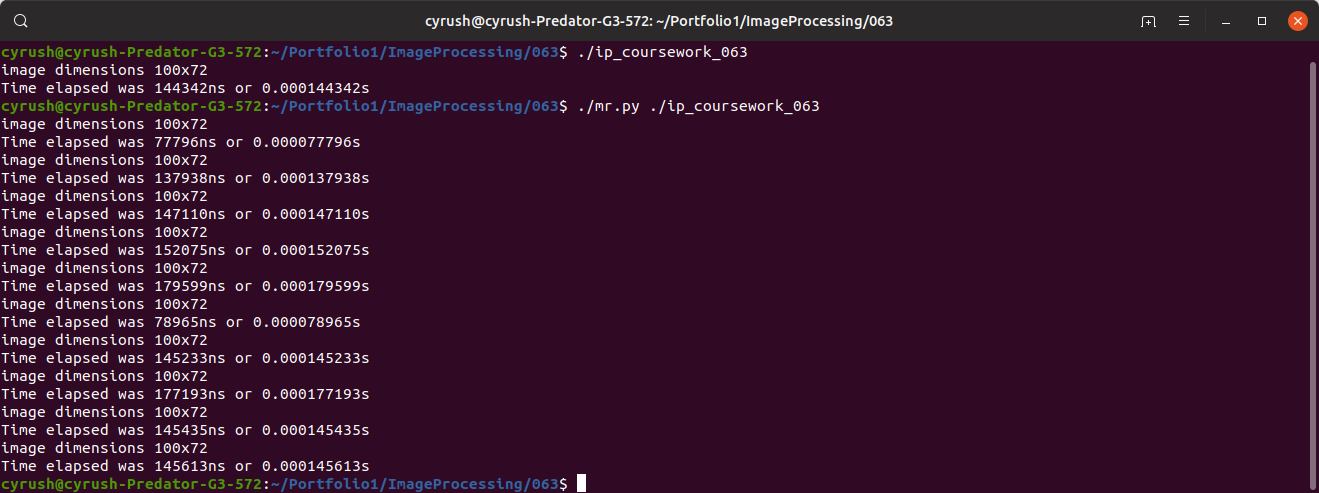 cyrush@cyrush-Predator-G3-572: ~/Portfolio1/ImageProcessing/063
cyrush@cyrush-Predator-G3-572:~/Portfolio1/ImageProcessing/063$ ./ip_coursework_063
image dimensions 100x72
Time elapsed was 144342ns or 0.000144342s
cyrush@cyrush-Predator-G3-572:~/Portfolio1/ImageProcessing/063$ ./mr.py ./ip_coursework_063
image dimensions 100x72
Time elapsed was 77796ns or 0.000077796s
image dimensions 100x72
Time elapsed was 137938ns or 0.000137938s
image dimensions 100x72
Time elapsed was 147110ns or 0.000147110s
image dimensions 100x72
Time elapsed was 152075ns or 0.000152075s
image dimensions 100x72
Time elapsed was 179599ns or 0.000179599s
image dimensions 100x72
Time elapsed was 78965ns or 0.000078965s
image dimensions 100x72
Time elapsed was 145233ns or 0.000145233s
image dimensions 100x72
Time elapsed was 177193ns or 0.000177193s
image dimensions 100x72
Time elapsed was 145435ns or 0.000145435s
image dimensions 100x72
Time elapsed was 145613ns or 0.000145613s
cyrush@cyrush-Predator-G3-572:~/Portfolio1/ImageProcessing/063$